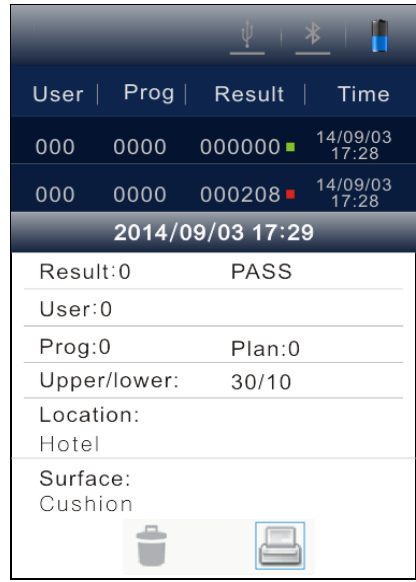 User | Prog | Result | Time
000 0000 000000 14/09/03 17:28
000 0000 000208 14/09/03 17:28
2014/09/03 17:29
Result:0 PASS
User:0
Prog:0 Plan:0
Upper/lower: 30/10
Location:
Hotel
Surface:
Cushion